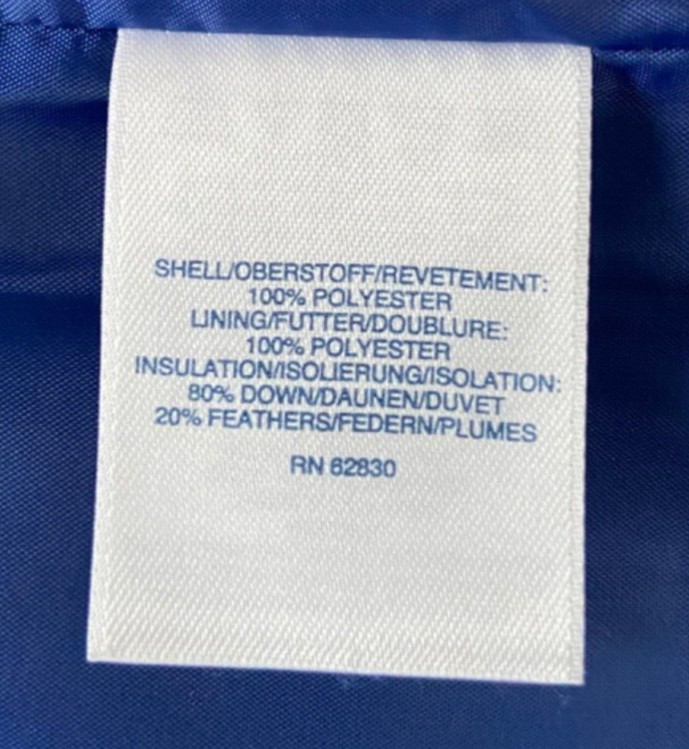 SHELL/OBERSTOFF/REVETEMENT:
100% POLYESTER
LINING/FUTTER/DOUBLURE:
100% POLYESTER
INSULATION/ISOLIERUNG/ISOLATION:
80% DOWN/DAUNEN/DUVET
20% FEATHERS/FEDERN/PLUMES
RN 62830